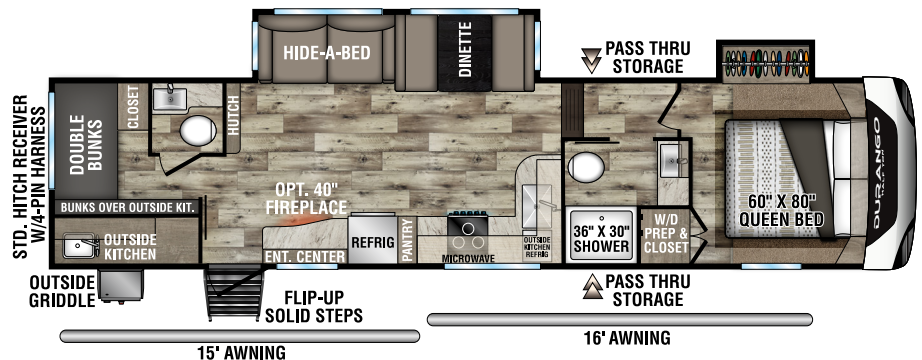 HIDE-A-BED
DINETTE
PASS THRU
STORAGE
STD. HITCH RECEIVER
W/4-PIN HARNESS
DOUBLE
BUNKS
CLOSET
HUTCH
DURANGO
HALF TON
60" X 80"
QUEEN BED
OPT. 40"
FIREPLACE
BUNKS OVER OUTSIDE KIT.
OUTSIDE
KITCHEN
ENT. CENTER
REFRIG
PANTRY
MICROWAVE
OUTSIDE
KITCHEN
REFRIG
36" X 30"
SHOWER
W/D
PREP &
CLOSET
OUTSIDE
GRIDDLE
FLIP-UP
SOLID STEPS
PASS THRU
STORAGE
15' AWNING
16' AWNING